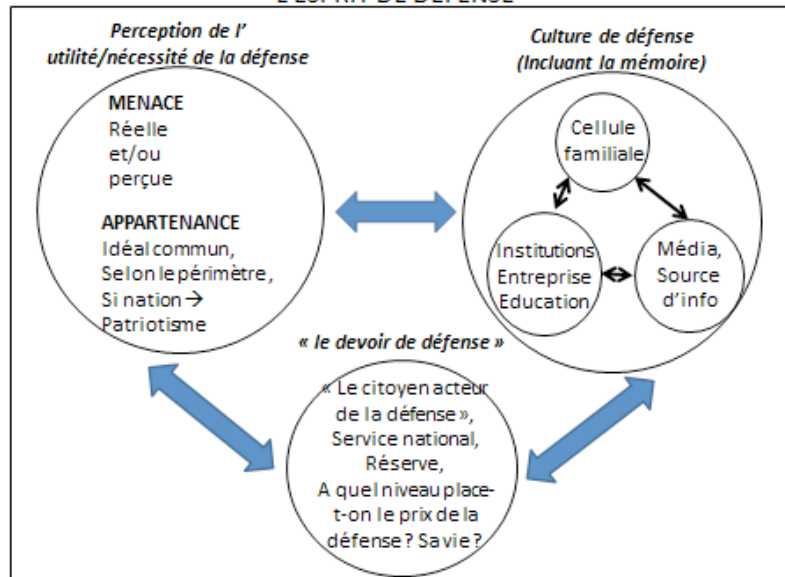 L'ESPRIT DE DEFENSE
Perception de l'
utilité/nécessité de la défense
MENACE
Réelle
et/ou
perçue
APPARTENANCE
Idéal commun,
Selon le périmètre,
Si nation →
Patriotisme
Culture de défense
(Incluant la mémoire)
Cellule
familiale
Institutions
Entreprise
Education
Média,
Source
d'info
« le devoir de défense »
« Le citoyen acteur
de la défense »,
Service national,
Réserve,
A quel niveau place-
t-on le prix de la
défense? Sa vie?